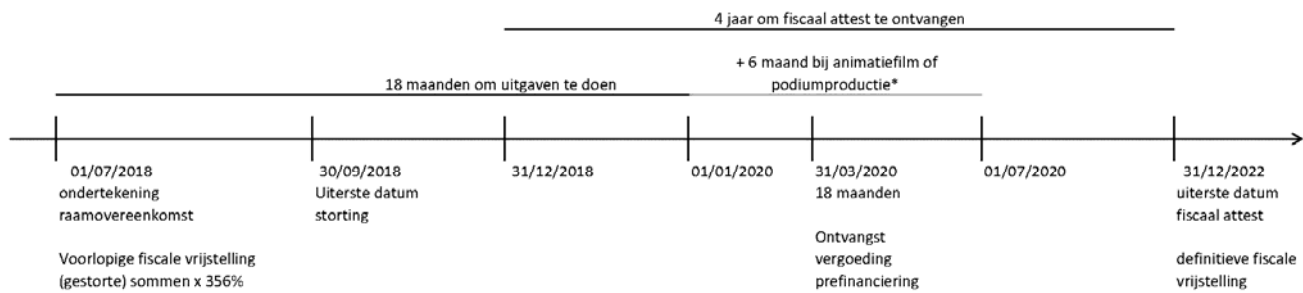 4 jaar om fiscaal attest te ontvangen
+ 6 maand bij animatiefilm of
podiumproductie*
18 maanden om uitgaven te doen
01/07/2018
ondertekening
raamovereenkomst
Voorlopige fiscale vrijstelling
(gestorte) sommen x 356%
30/09/2018
Uiterste datum
storting
31/12/2018
01/01/2020
31/03/2020
18 maanden
Ontvangst
vergoeding
prefinanciering
01/07/2020
31/12/2022
uiterste datum
fiscaal attest
definitieve fiscale
vrijstelling